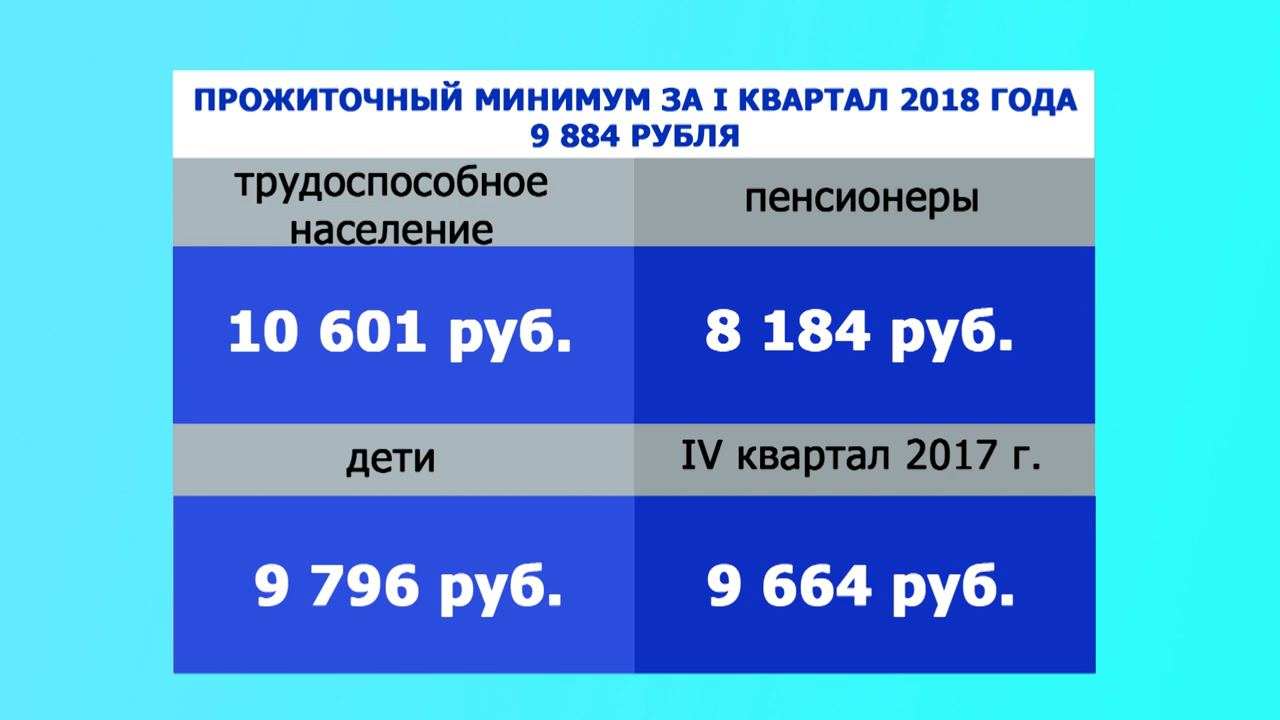 ПРОЖИТОЧНЫЙ МИНИМУМ ЗА I КВАРТАЛ 2018 ГОДА
9 884 РУБЛЯ
трудоспособное
население
пенсионеры
10 601 руб.
8 184 руб.
дети
IV квартал 2017 г.
9 796 руб.
9 664 руб.